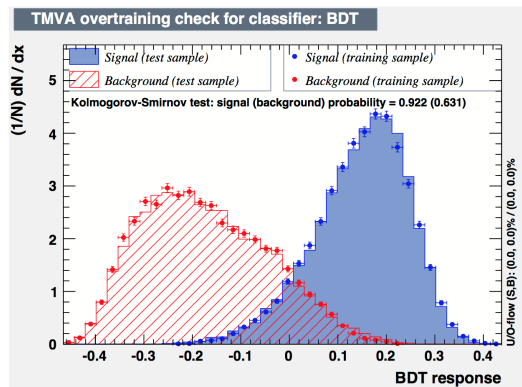 TMVA overtraining check for classifier: BDT
Signal (test sample)
Background (test sample)
Signal (training sample)
Background (training sample)
Kolmogorov-Smirnov test: signal (background) probability = 0.922 (0.631)
(1/N) dN / dx
5
4
3
2
1
0
-0.4 -0.3 -0.2 -0.1 0 0.1 0.2 0.3 0.4
BDT response
U/O-flow (S,B): (0.0, 0.0)% / (0.0, 0.0)%